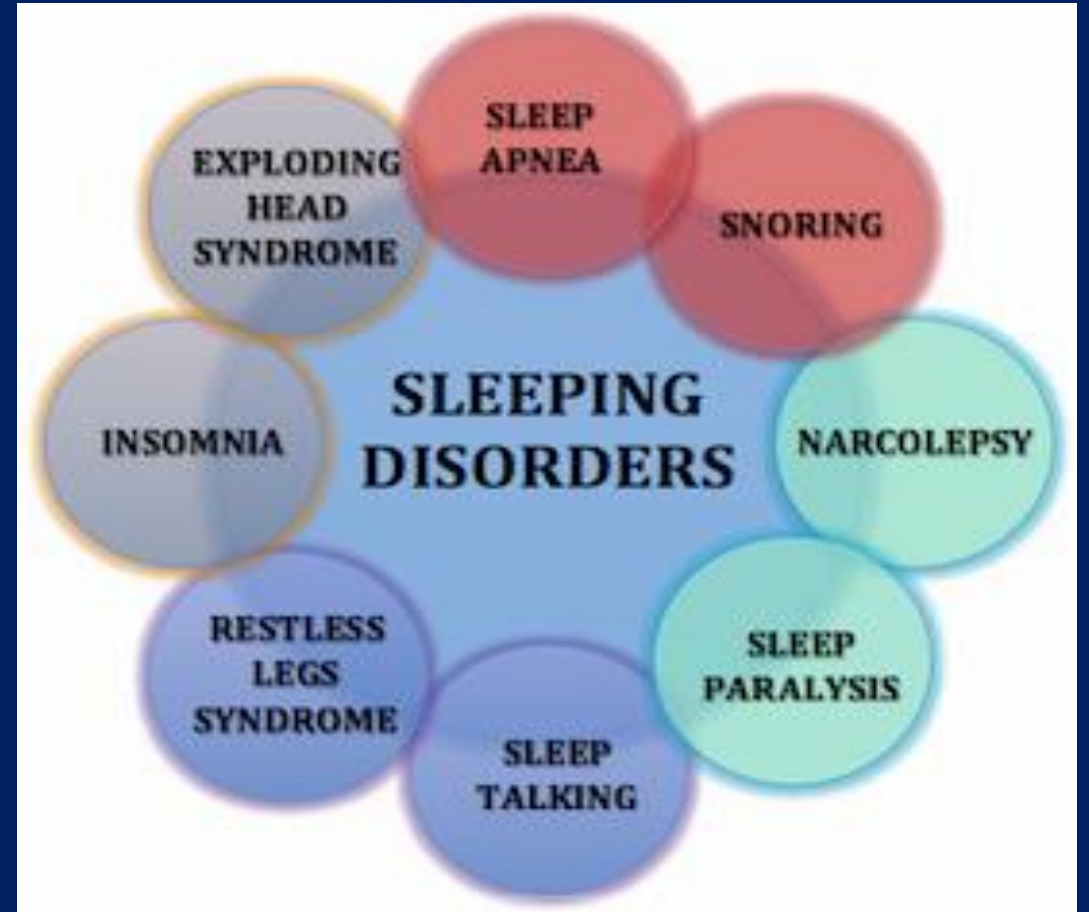 SLEEPING
DISORDERS
SLEEP
APNEA
SNORING
NARCOLEPSY
SLEEP
PARALYSIS
SLEEP
TALKING
RESTLESS
LEGS
SYNDROME
INSOMNIA
EXPLODING
HEAD
SYNDROME